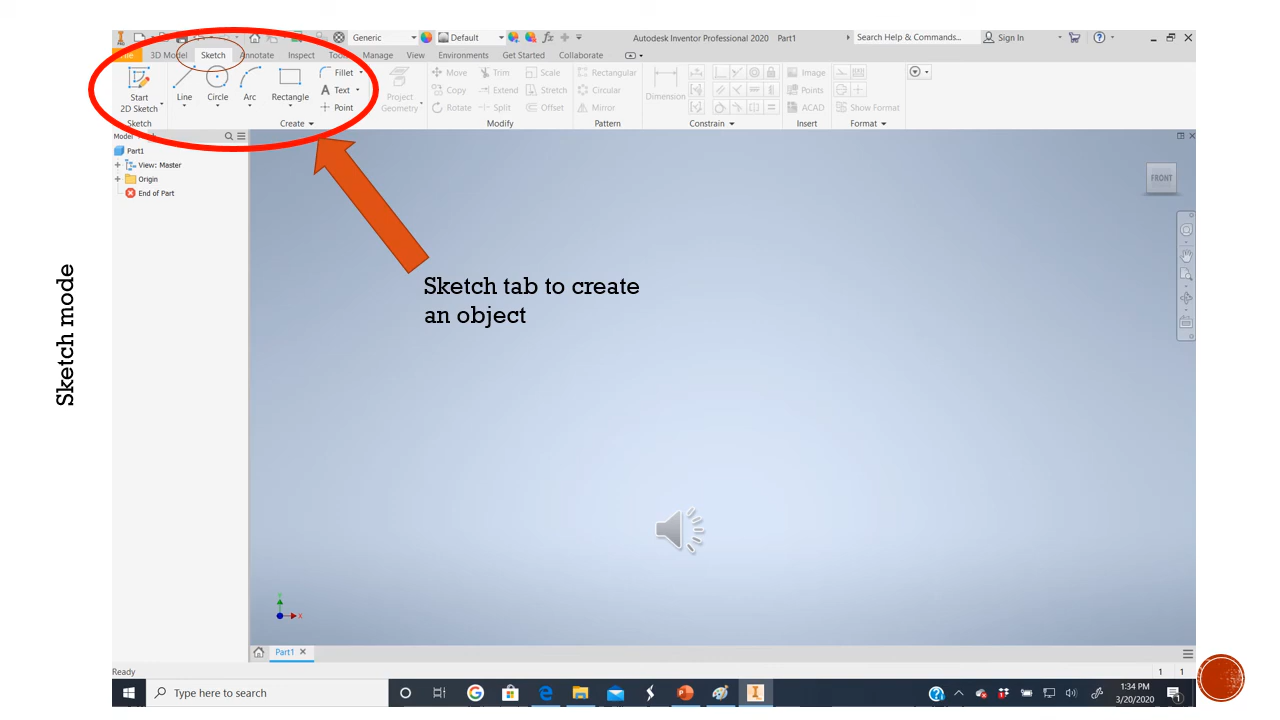 Generic
Default
Autodesk Inventor Professional 2020 Part1
Search Help & Commands...
Sign In
3D Model
Sketch
Annotate
Inspect
Tools
Manage
View
Environments
Get Started
Collaborate
Start
2D Sketch
Line
Circle
Arc
Rectangle
Fillet
Text
Point
Project
Geometry
Move
Copy
Rotate
Trim
Extend
Split
Scale
Stretch
Offset
Rectangular
Circular
Mirror
Dimension
Image
Points
ACAD
Show Format
Sketch
Create
Modify
Pattern
Constrain
Insert
Format
Model
Part1
View: Master
Origin
End of Part
FRONT
Sketch mode
Sketch tab to create
an object
Y
X
Part1
Ready
1 1
Type here to search
1:34 PM
3/20/2020